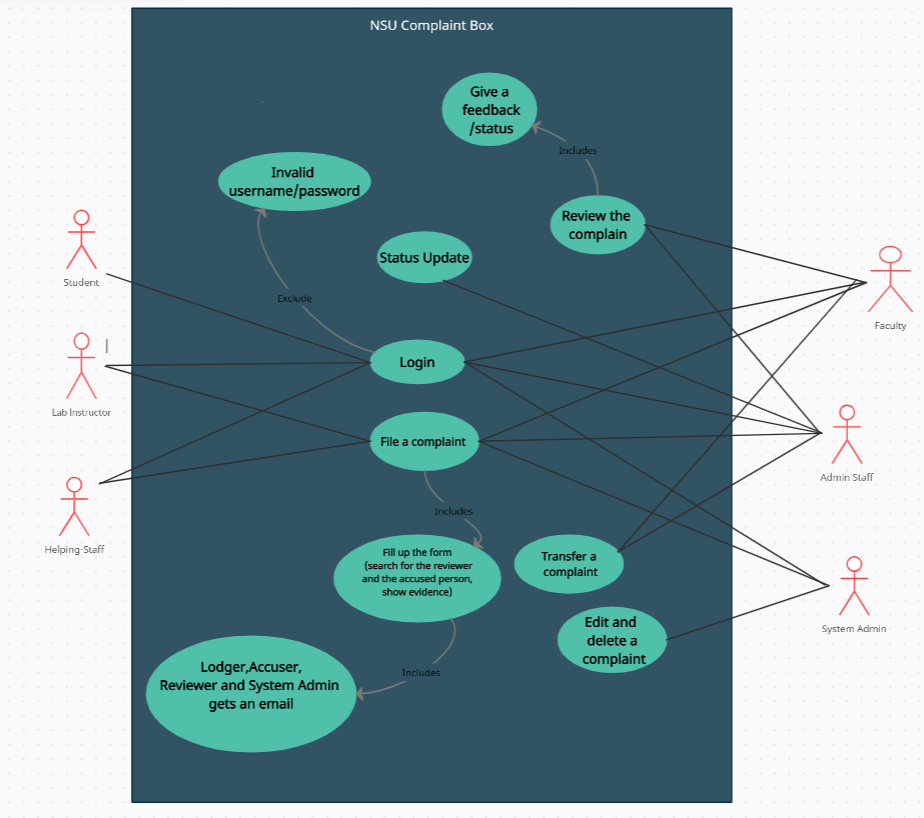 NSU Complaint Box
Give a
feedback
/status
Includes
Invalid
username/password
Review the
complain
Status Update
Student
Exclude
Faculty
Login
Lab Instructor
File a complaint
Admin Staff
Includes
Helping Staff
Fill up the form
(search for the reviewer
and the accused person,
show evidence)
Transfer a
complaint
Edit and
delete a
complaint
System Admin
Includes
Lodger,Accuser,
Reviewer and System Admin
gets an email